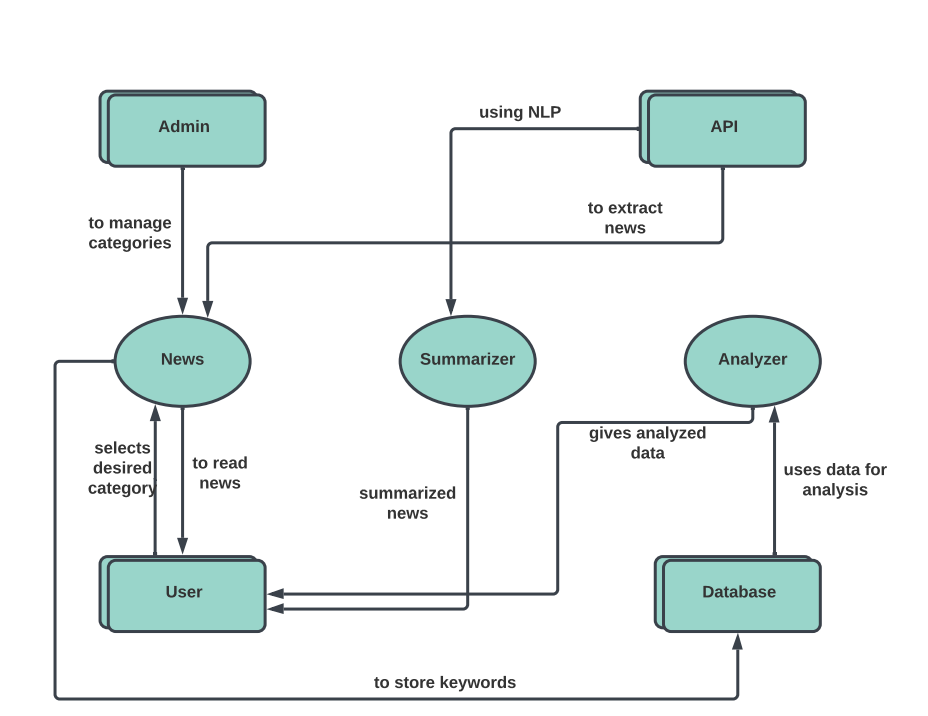 Admin
using NLP
API
to manage
categories
to extract
news
News
Summarizer
Analyzer
selects
desired
category
to read
news
summarized
news
gives analyzed
data
uses data for
analysis
User
Database
to store keywords